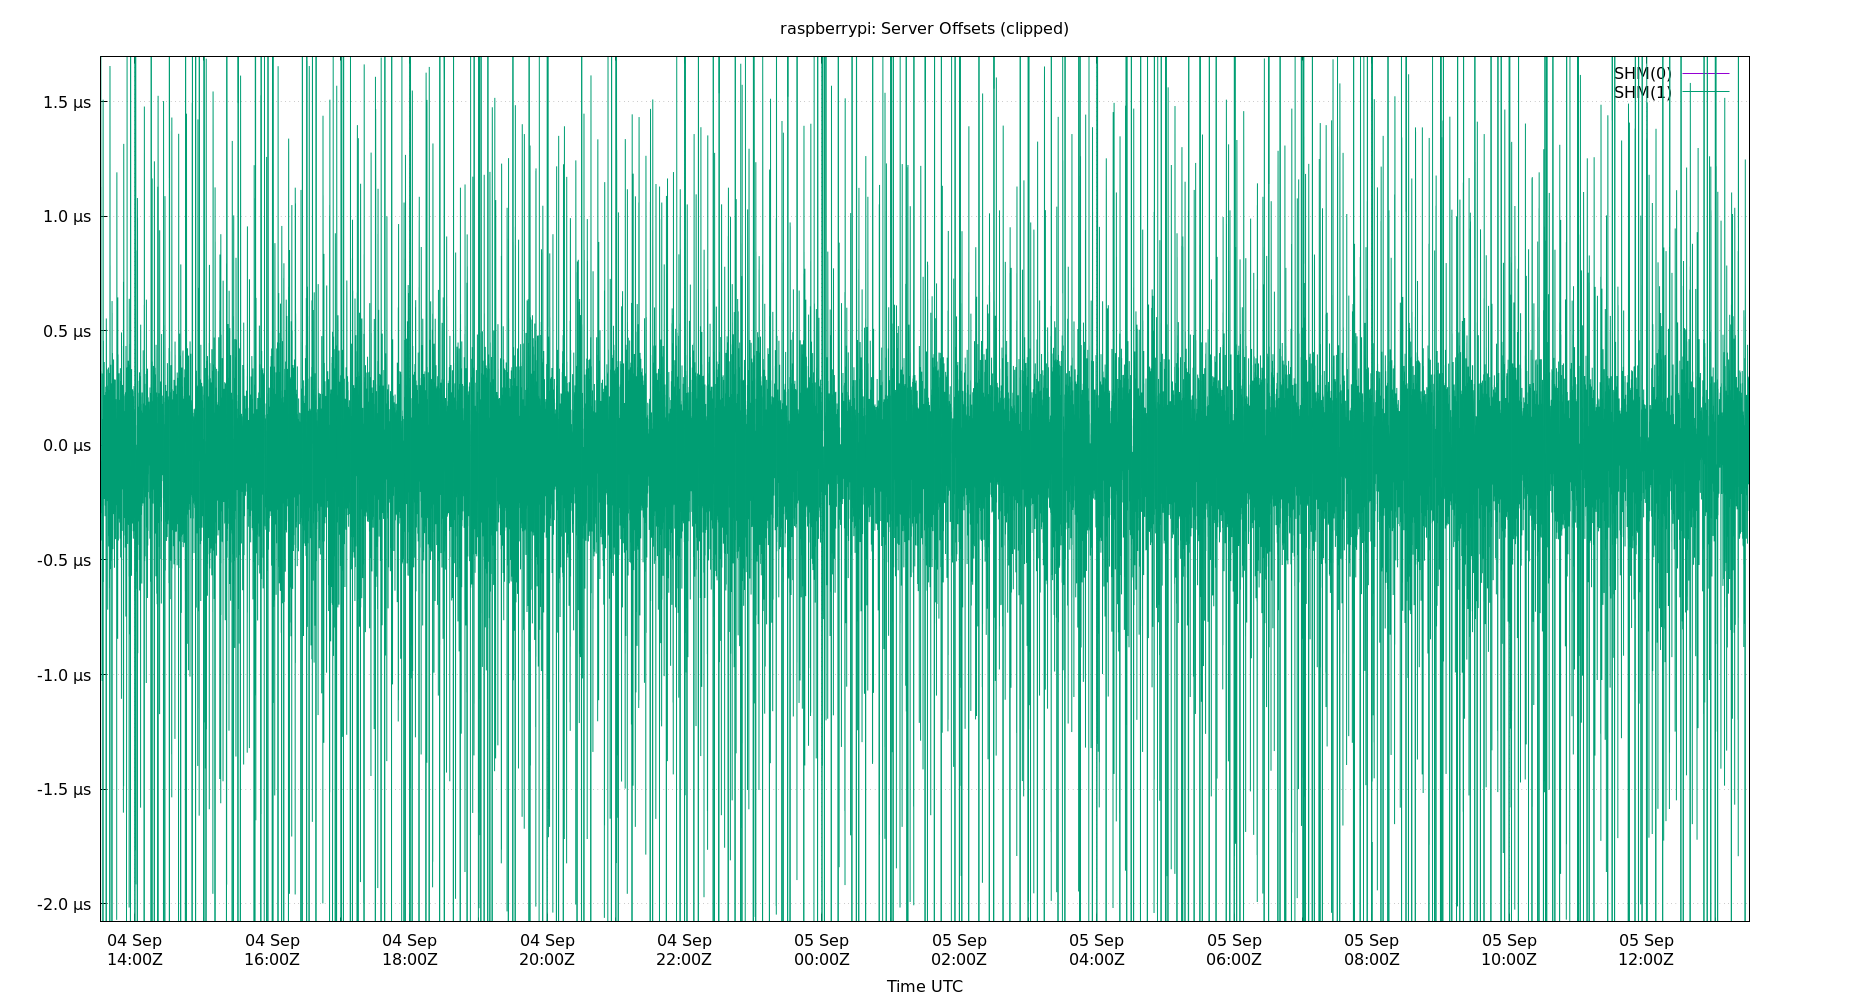 raspberrypi: Server Offsets (clipped)
SHM(0)
SHM(1)
1.5 µs
1.0 µs
0.5 µs
0.0 µs
-0.5 µs
-1.0 µs
-1.5 µs
-2.0 µs
04 Sep 04 Sep 04 Sep 04 Sep 04 Sep 05 Sep 05 Sep 05 Sep 05 Sep 05 Sep 05 Sep 05 Sep
14:00Z 16:00Z 18:00Z 20:00Z 22:00Z 00:00Z 02:00Z 04:00Z 06:00Z 08:00Z 10:00Z 12:00Z
Time UTC